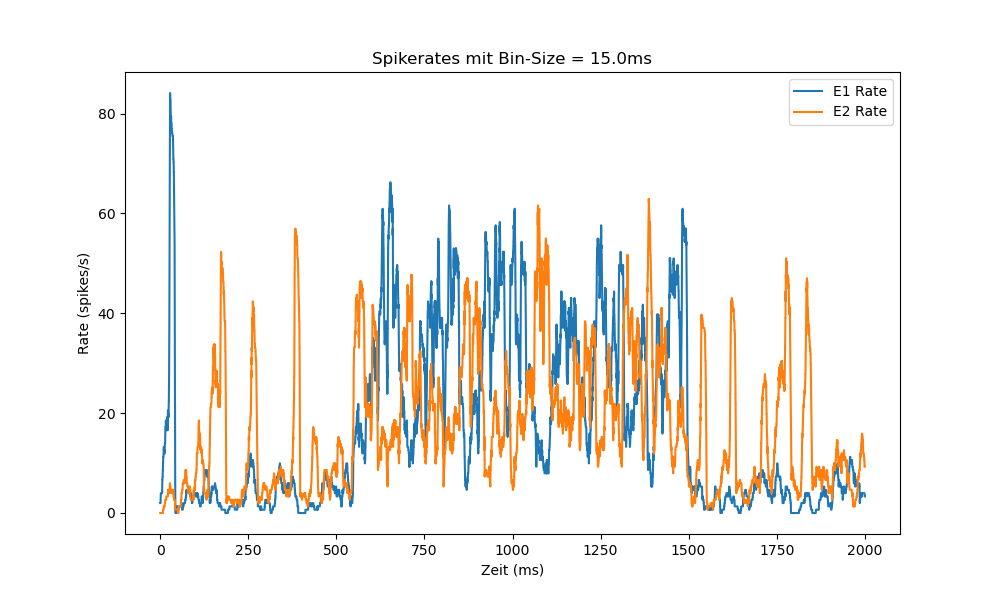 Spikerates mit Bin-Size = 15.0ms
E1 Rate
E2 Rate
Rate (spikes/s)
80
60
40
20
0
0 250 500 750 1000 1250 1500 1750 2000
Zeit (ms)